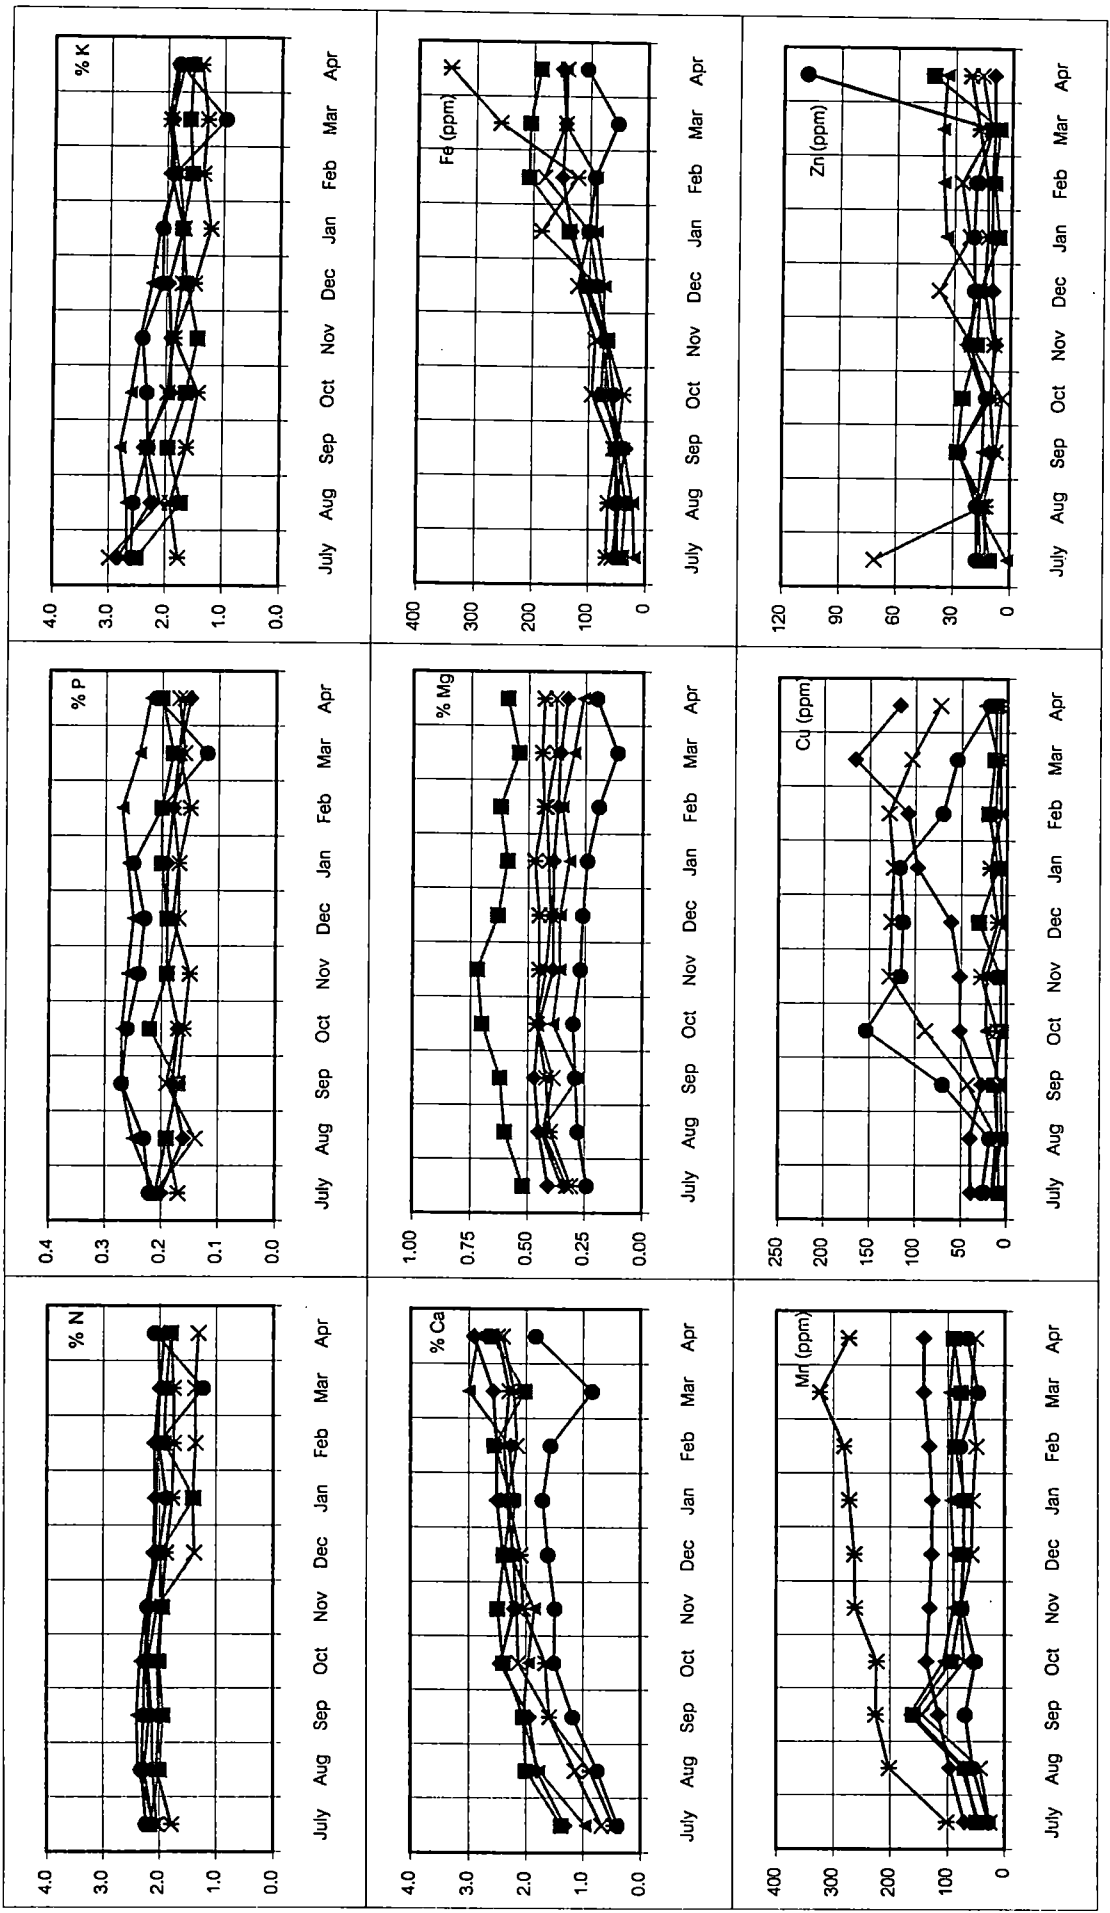 % N
4.0
3.0
2.0
1.0
0.0
July Aug Sep Oct Nov Dec Jan Feb Mar Apr
% P
0.4
0.3
0.2
0.1
0.0
July Aug Sep Oct Nov Dec Jan Feb Mar Apr
% K
4.0
3.0
2.0
1.0
0.0
July Aug Sep Oct Nov Dec Jan Feb Mar Apr
% Ca
4.0
3.0
2.0
1.0
0.0
July Aug Sep Oct Nov Dec Jan Feb Mar Apr
% Mg
1.00
0.75
0.50
0.25
0.00
July Aug Sep Oct Nov Dec Jan Feb Mar Apr
Fe (ppm)
400
300
200
100
0
July Aug Sep Oct Nov Dec Jan Feb Mar Apr
Mn (ppm)
400
300
200
100
0
July Aug Sep Oct Nov Dec Jan Feb Mar Apr
Cu (ppm)
250
200
150
100
50
0
July Aug Sep Oct Nov Dec Jan Feb Mar Apr
Zn (ppm)
120
90
60
30
0
July Aug Sep Oct Nov Dec Jan Feb Mar Apr